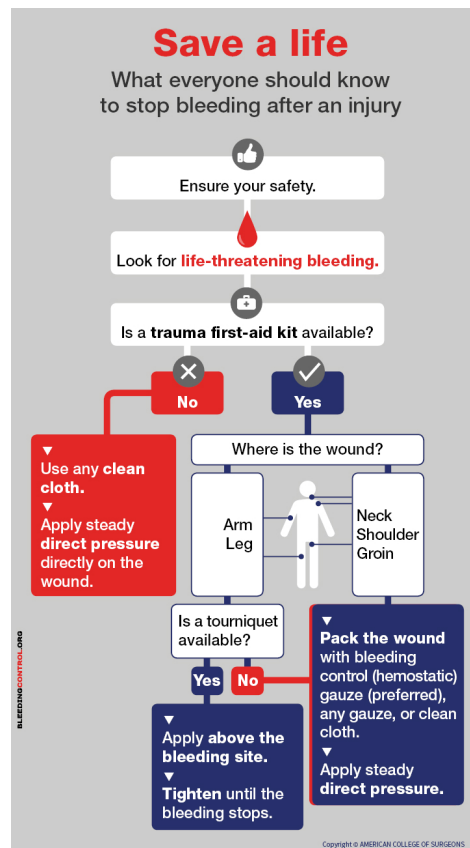 Save a life
What everyone should know
to stop bleeding after an injury
Ensure your safety.
Look for life-threatening bleeding.
Is a trauma first-aid kit available?
No
Yes
Use any clean
cloth.
Apply steady
direct pressure
directly on the
wound.
Where is the wound?
Arm
Leg
Neck
Shoulder
Groin
Is a tourniquet
available?
Yes
No
Apply above the
bleeding site.
Tighten until the
bleeding stops.
Pack the wound
with bleeding
control (hemostatic)
gauze (preferred),
any gauze, or clean
cloth.
Apply steady
direct pressure.
BLEEDINGCONTROL.ORG
Copyright © AMERICAN COLLEGE OF SURGEONS